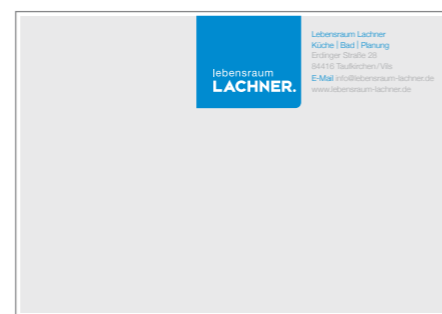 lebensraum
LACHNER.
Lebensraum Lachner
Küche | Bad | Planung
Erdinger Straße 28
84416 Taufkirchen/Vils
E-Mail info@lebensraum-lachner.de
www.lebensraum-lachner.de